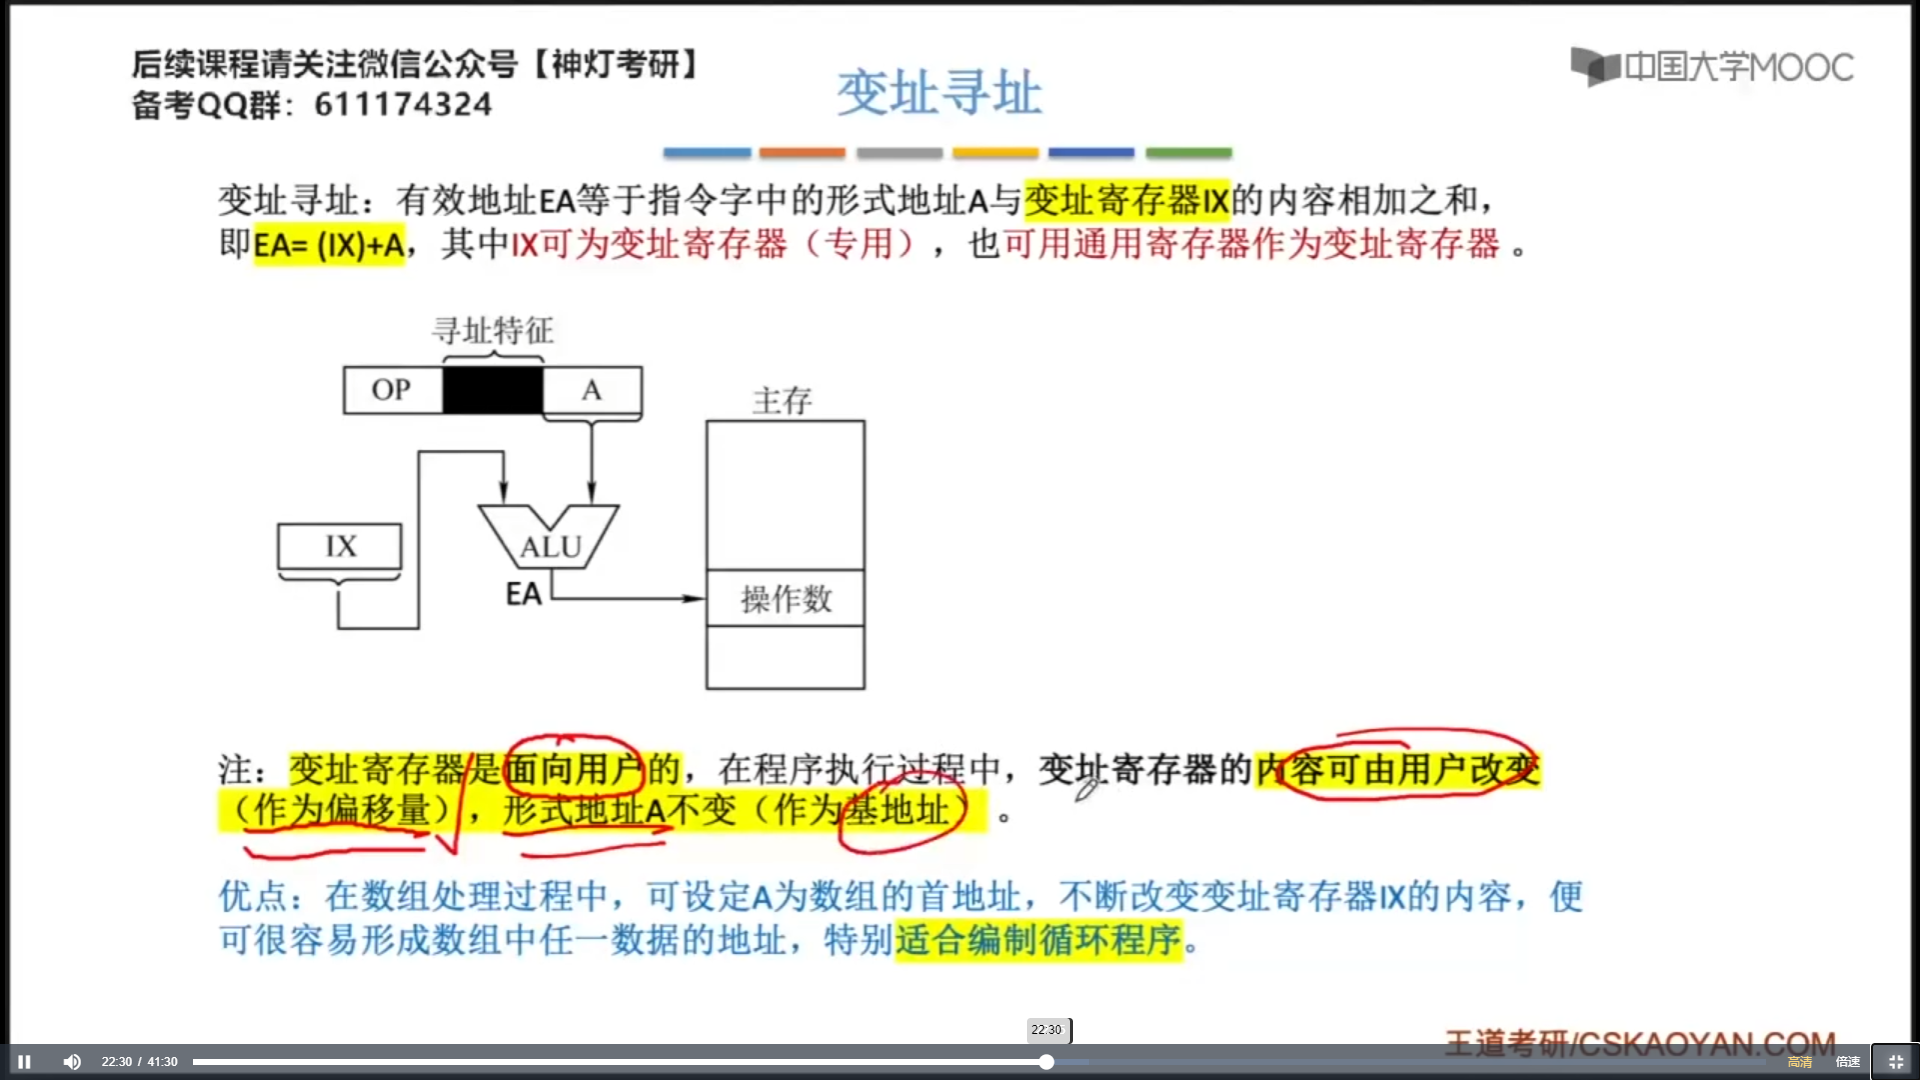 后续课程请关注微信公众号【神灯考研】
备考QQ群：611174324
变址寻址
中国大学MOOC
变址寻址：有效地址EA等于指令字中的形式地址A与变址寄存器IX的内容相加之和，
即EA= (IX)+A，其中IX可为变址寄存器（专用），也可用通用寄存器作为变址寄存器 。
寻址特征
OP
A
主存
IX
ALU
EA
操作数
注：变址寄存器是面向用户的，在程序执行过程中，变址寄存器的内容可由用户改变
（作为偏移量），形式地址A不变（作为基地址） 。
优点：在数组处理过程中，可设定A为数组的首地址，不断改变变址寄存器IX的内容，便
可很容易形成数组中任一数据的地址，特别适合编制循环程序。
22:30
王道考研/CSKAOYAN.COM
22:30 / 41:30
高清
倍速